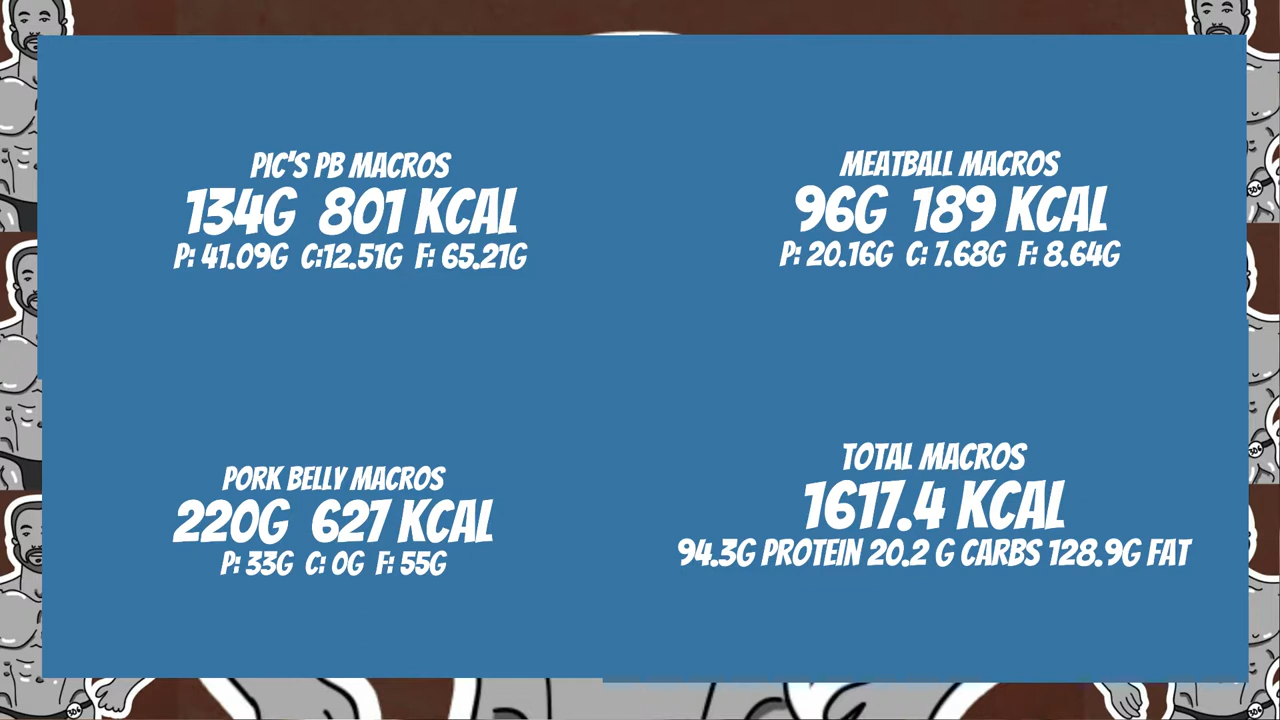 PIC'S PB MACROS
134G 801 KCAL
P: 41.09G C:12.51G F: 65.21G
MEATBALL MACROS
96G 189 KCAL
P: 20.16G C: 7.68G F: 8.64G
PORK BELLY MACROS
220G 627 KCAL
P: 33G C: 0G F: 55G
TOTAL MACROS
1617.4 KCAL
94.3G PROTEIN 20.2 G CARBS 128.9G FAT